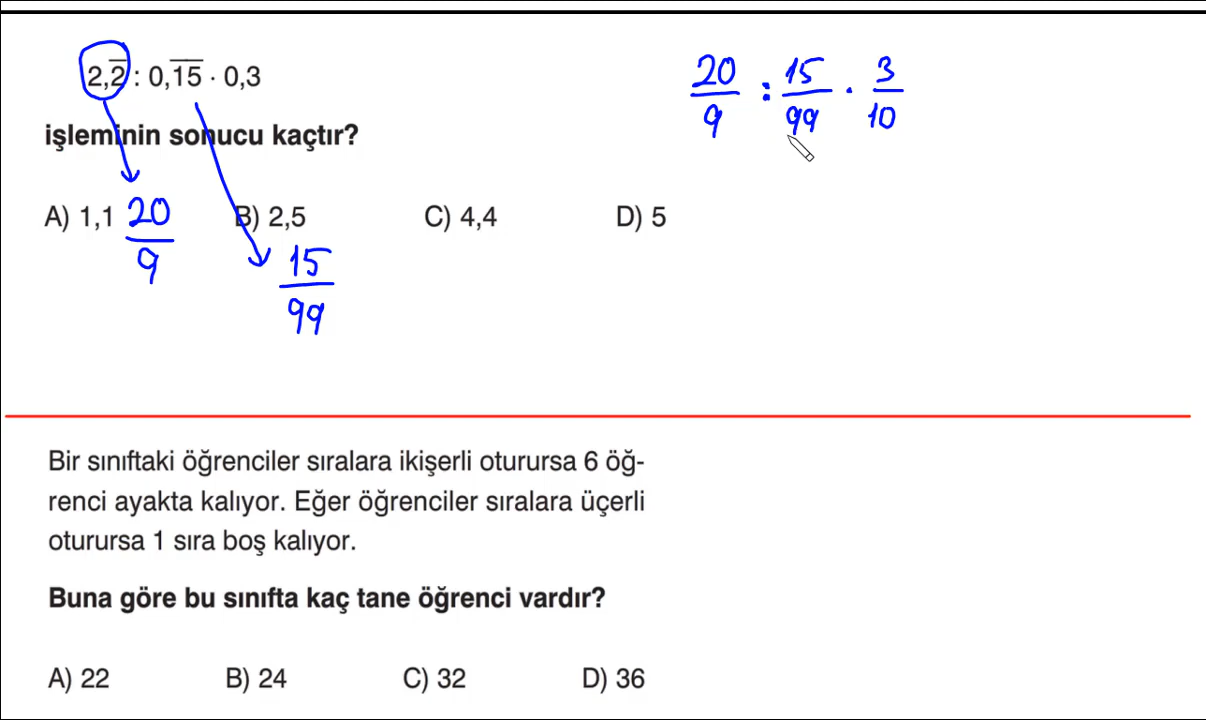 2,2̅ : 0,1̅5̅ · 0,3
20/9 : 15/99 · 3/10
işleminin sonucu kaçtır?
A) 1,1 B) 2,5 C) 4,4 D) 5
20/9
15/99
Bir sınıftaki öğrenciler sıralara ikişerli oturursa 6 öğ-
renci ayakta kalıyor. Eğer öğrenciler sıralara üçerli
oturursa 1 sıra boş kalıyor.
Buna göre bu sınıfta kaç tane öğrenci vardır?
A) 22 B) 24 C) 32 D) 36